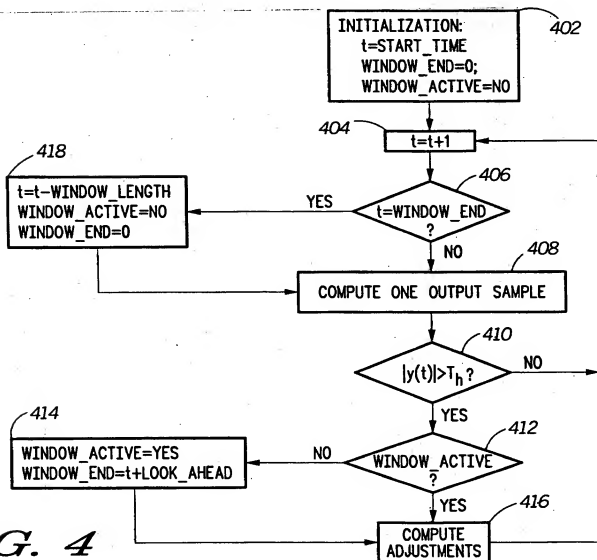 INITIALIZATION:
t=START_TIME
WINDOW_END=0;
WINDOW_ACTIVE=NO
402
404
t=t+1
418
t=t-WINDOW_LENGTH
WINDOW_ACTIVE=NO
WINDOW_END=0
YES
406
t=WINDOW_END
?
NO
408
COMPUTE ONE OUTPUT SAMPLE
410
|y(t)|>Th?
NO
YES
414
WINDOW_ACTIVE=YES
WINDOW_END=t+LOOK_AHEAD
NO
412
WINDOW_ACTIVE
?
YES
416
COMPUTE
ADJUSTMENTS
G. 4